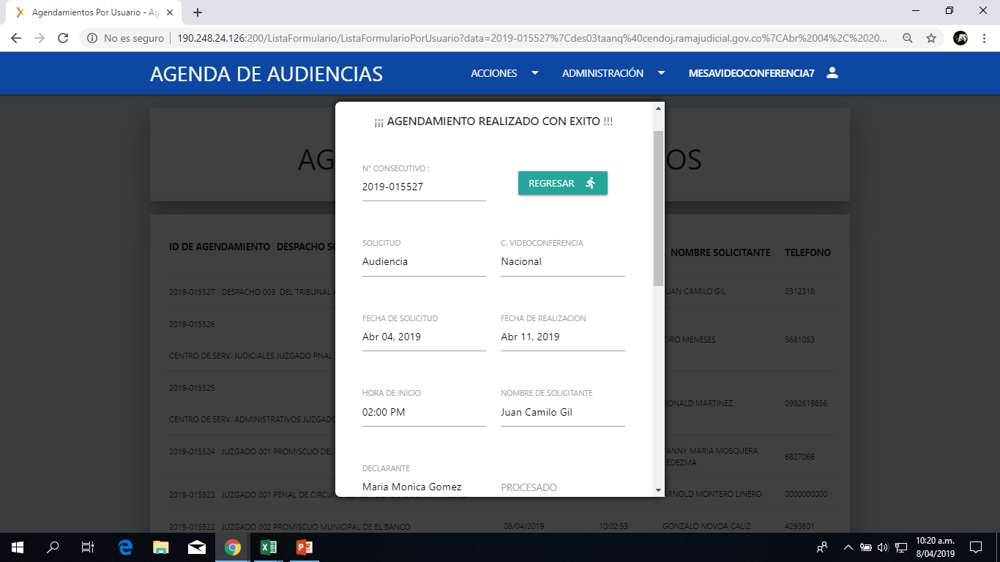 Agendamientos Por Usuario - Ag
No es seguro
190.248.24.126:200/ListaFormulario/ListaFormularioPorUsuario?data=2019-015527%7Cdes03taanq%40cendoj.ramajudicial.gov.co%7CAbr%2004%2C%2020...
AGENDA DE AUDIENCIAS
ACCIONES
ADMINISTRACIÓN
MESAVIDEOCONFERENCIA7
¡¡¡ AGENDAMIENTO REALIZADO CON EXITO !!!
AG
OS
N° CONSECUTIVO :
2019-015527
REGRESAR
SOLICITUD
Audiencia
C. VIDEOCONFERENCIA
Nacional
FECHA DE SOLICITUD
Abr 04, 2019
FECHA DE REALIZACION
Abr 11, 2019
HORA DE INICIO
02:00 PM
NOMBRE DE SOLICITANTE
Juan Camilo Gil
DECLARANTE
Maria Monica Gomez
PROCESADO
ID DE AGENDAMIENTO DESPACHO SO
NOMBRE SOLICITANTE TELEFONO
2019-015527 DESPACHO 003 DEL TRIBUNAL A
UAN CAMILO GIL 2312318
2019-015526
CENTRO DE SERV. JUDICIALES JUZGADO PNAL
CIRO MENESES 5681053
2019-015525
CENTRO DE SERV. ADMINISTRATIVOS JUZGADO
RONALD MARTINEZ 0982619856
2019-015524 JUZGADO 001 PROMISCUO DEL
FANNY MARIA MOSQUERA
LEDEZMA
6827066
2019-015523 JUZGADO 001 PENAL DE CIRCUI
ARNOLD MONTERO LINERO 0000000000
2019-015522 JUZGADO 002 PROMISCUO MUNICIPAL DE EL BANCO 08/04/2019 10:02:53 GONZALO NOVOA CALIZ 4293601
10:20 a.m.
8/04/2019